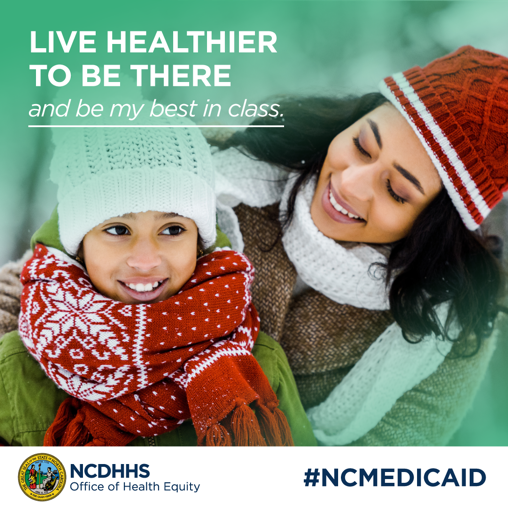 LIVE HEALTHIER
TO BE THERE
and be my best in class.
NCDHHS
Office of Health Equity
#NCMEDICAID